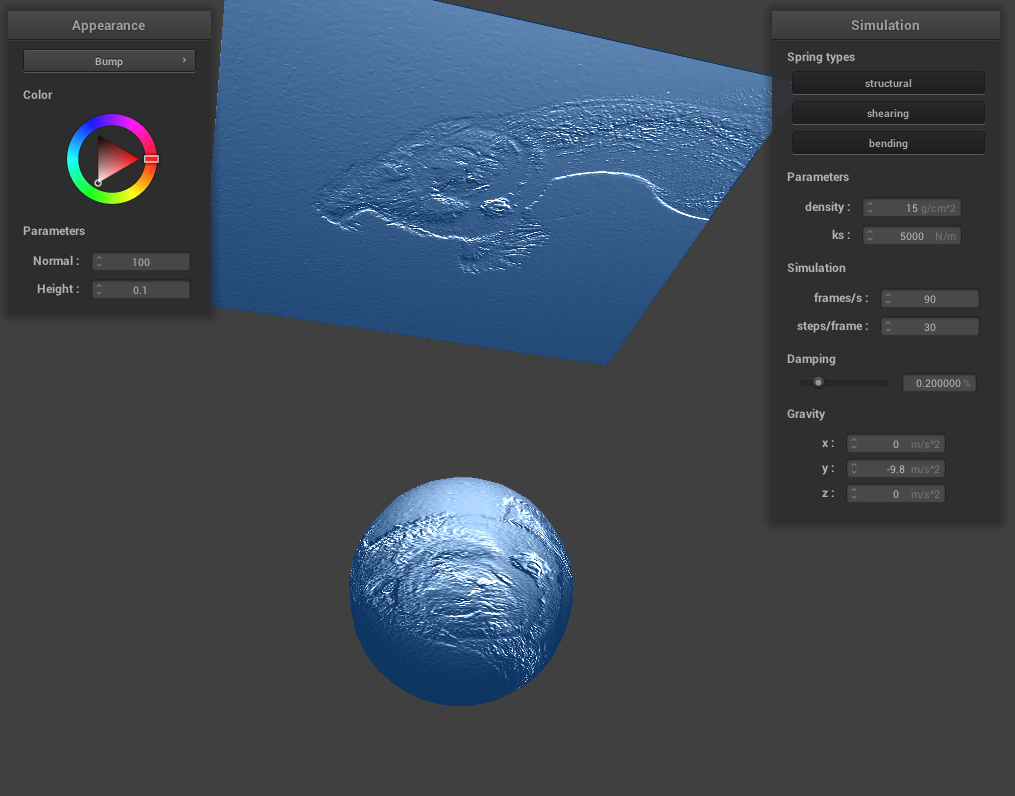 Appearance
Bump
Color
Parameters
Normal : 100
Height : 0.1
Simulation
Spring types
structural
shearing
bending
Parameters
density : 15 g/cm^2
ks : 5000 N/m
Simulation
frames/s : 90
steps/frame : 30
Damping
0.200000 %
Gravity
x : 0 m/s^2
y : -9.8 m/s^2
z : 0 m/s^2